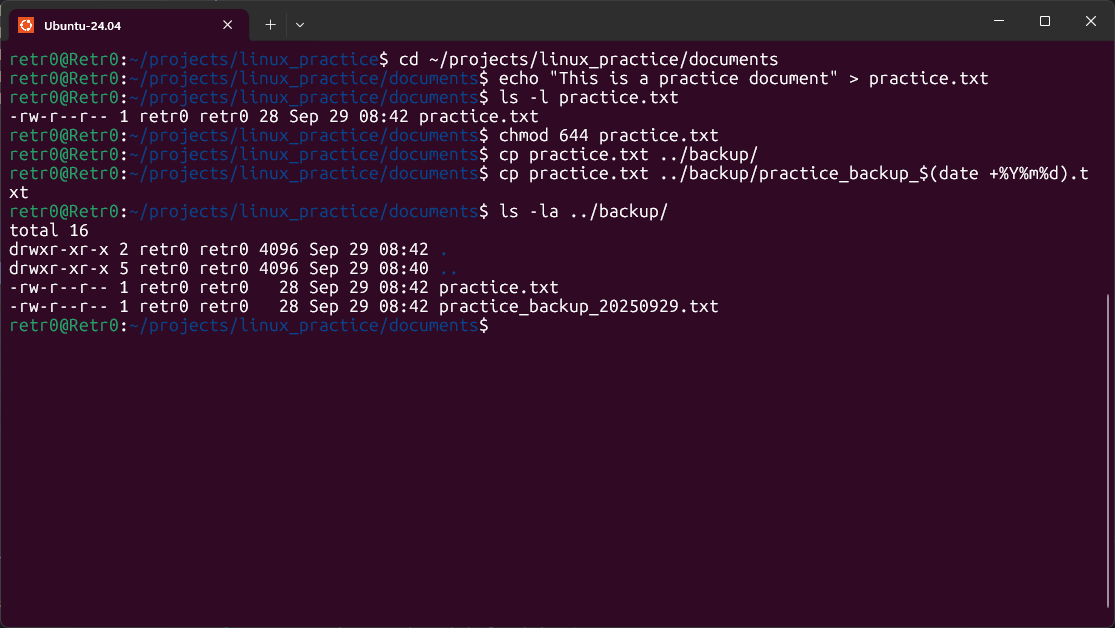 Ubuntu-24.04
retr0@Retr0:~/projects/linux_practice$ cd ~/projects/linux_practice/documents
retr0@Retr0:~/projects/linux_practice/documents$ echo "This is a practice document" > practice.txt
retr0@Retr0:~/projects/linux_practice/documents$ ls -l practice.txt
-rw-r--r-- 1 retr0 retr0 28 Sep 29 08:42 practice.txt
retr0@Retr0:~/projects/linux_practice/documents$ chmod 644 practice.txt
retr0@Retr0:~/projects/linux_practice/documents$ cp practice.txt ../backup/
retr0@Retr0:~/projects/linux_practice/documents$ cp practice.txt ../backup/practice_backup_$(date +%Y%m%d).t
xt
retr0@Retr0:~/projects/linux_practice/documents$ ls -la ../backup/
total 16
drwxr-xr-x 2 retr0 retr0 4096 Sep 29 08:42 .
drwxr-xr-x 5 retr0 retr0 4096 Sep 29 08:40 ..
-rw-r--r-- 1 retr0 retr0   28 Sep 29 08:42 practice.txt
-rw-r--r-- 1 retr0 retr0   28 Sep 29 08:42 practice_backup_20250929.txt
retr0@Retr0:~/projects/linux_practice/documents$